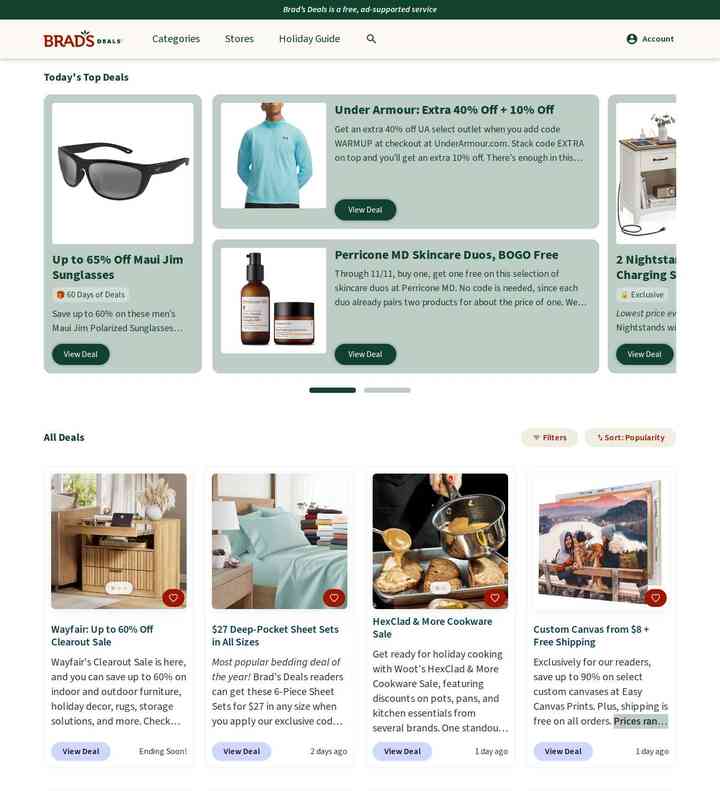 Brad's Deals is a free, ad-supported service
BRAD'S DEALS
Categories
Stores
Holiday Guide
Account
Today's Top Deals
Up to 65% Off Maui Jim
Sunglasses
60 Days of Deals
Save up to 60% on these men's
Maui Jim Polarized Sunglasses…
View Deal
Under Armour: Extra 40% Off + 10% Off
Get an extra 40% off UA select outlet when you add code
WARMUP at checkout at UnderArmour.com. Stack code EXTRA
on top and you'll get an extra 10% off. There's enough in this…
View Deal
Perricone MD Skincare Duos, BOGO Free
Through 11/11, buy one, get one free on this selection of
skincare duos at Perricone MD. No code is needed, since each
duo already pairs two products for about the price of one. We…
View Deal
2 Nightstan
Charging S
Exclusive
Lowest price ev
Nightstands wi
View Deal
All Deals
Filters
Sort: Popularity
Wayfair: Up to 60% Off
Clearout Sale
Wayfair's Clearout Sale is here,
and you can save up to 60% on
indoor and outdoor furniture,
holiday decor, rugs, storage
solutions, and more. Check…
View Deal
Ending Soon!
$27 Deep-Pocket Sheet Sets
in All Sizes
Most popular bedding deal of
the year! Brad's Deals readers
can get these 6-Piece Sheet
Sets for $27 in any size when
you apply our exclusive cod…
View Deal
2 days ago
HexClad & More Cookware
Sale
Get ready for holiday cooking
with Woot's HexClad & More
Cookware Sale, featuring
discounts on pots, pans, and
kitchen essentials from
several brands. One standou…
View Deal
1 day ago
Custom Canvas from $8 +
Free Shipping
Exclusively for our readers,
save up to 90% on select
custom canvases at Easy
Canvas Prints. Plus, shipping is
free on all orders. Prices ran…
View Deal
1 day ago